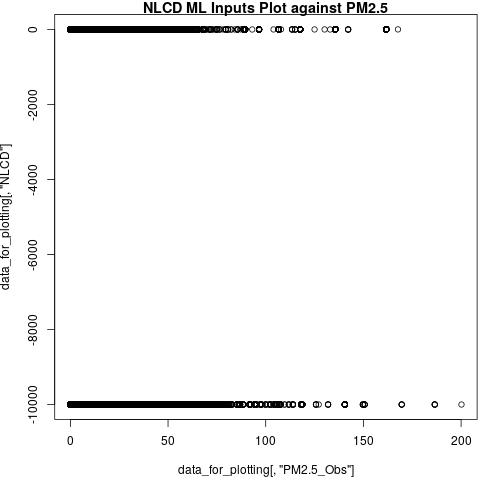 NLCD ML Inputs Plot against PM2.5
0
-2000
-4000
-6000
-8000
-10000
data_for_plotting[, "NLCD"]
0 50 100 150 200
data_for_plotting[, "PM2.5_Obs"]